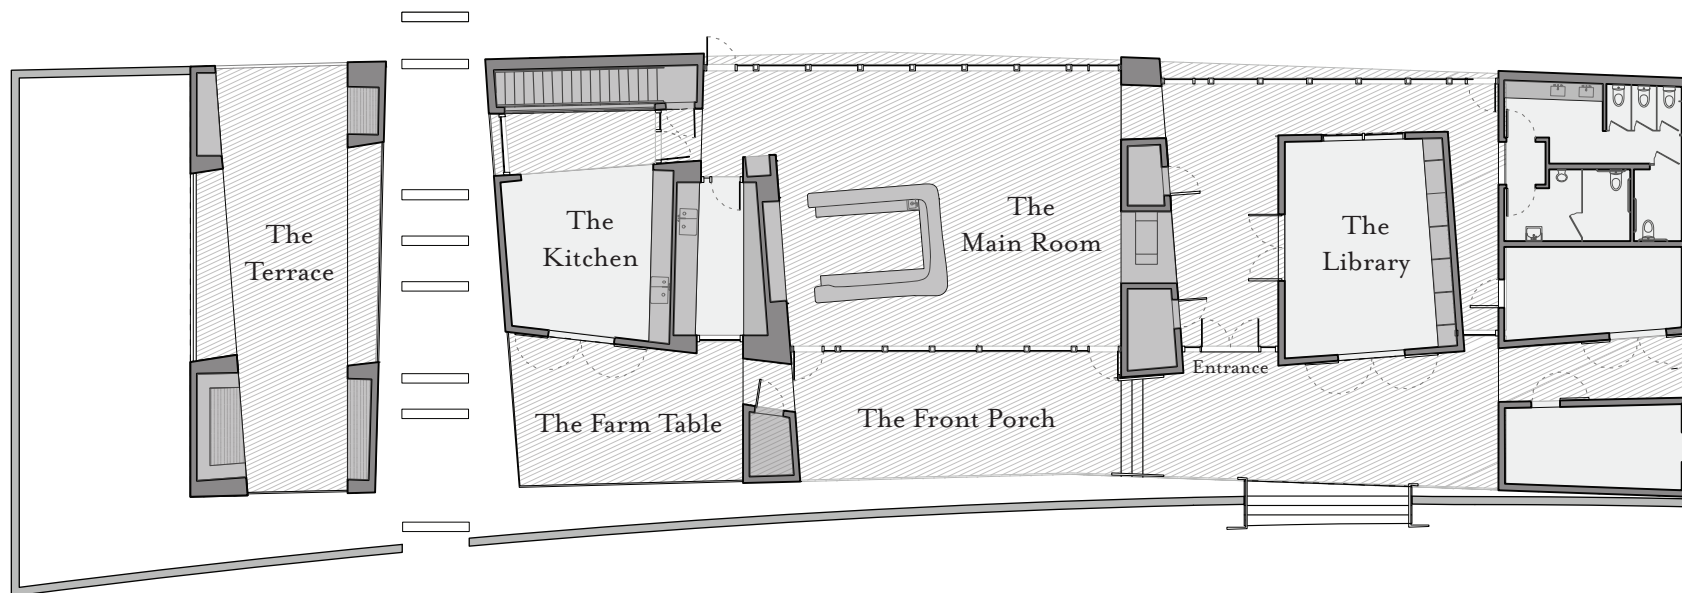 The
Terrace
The
Kitchen
The
Main Room
The
Library
Entrance
The Farm Table
The Front Porch